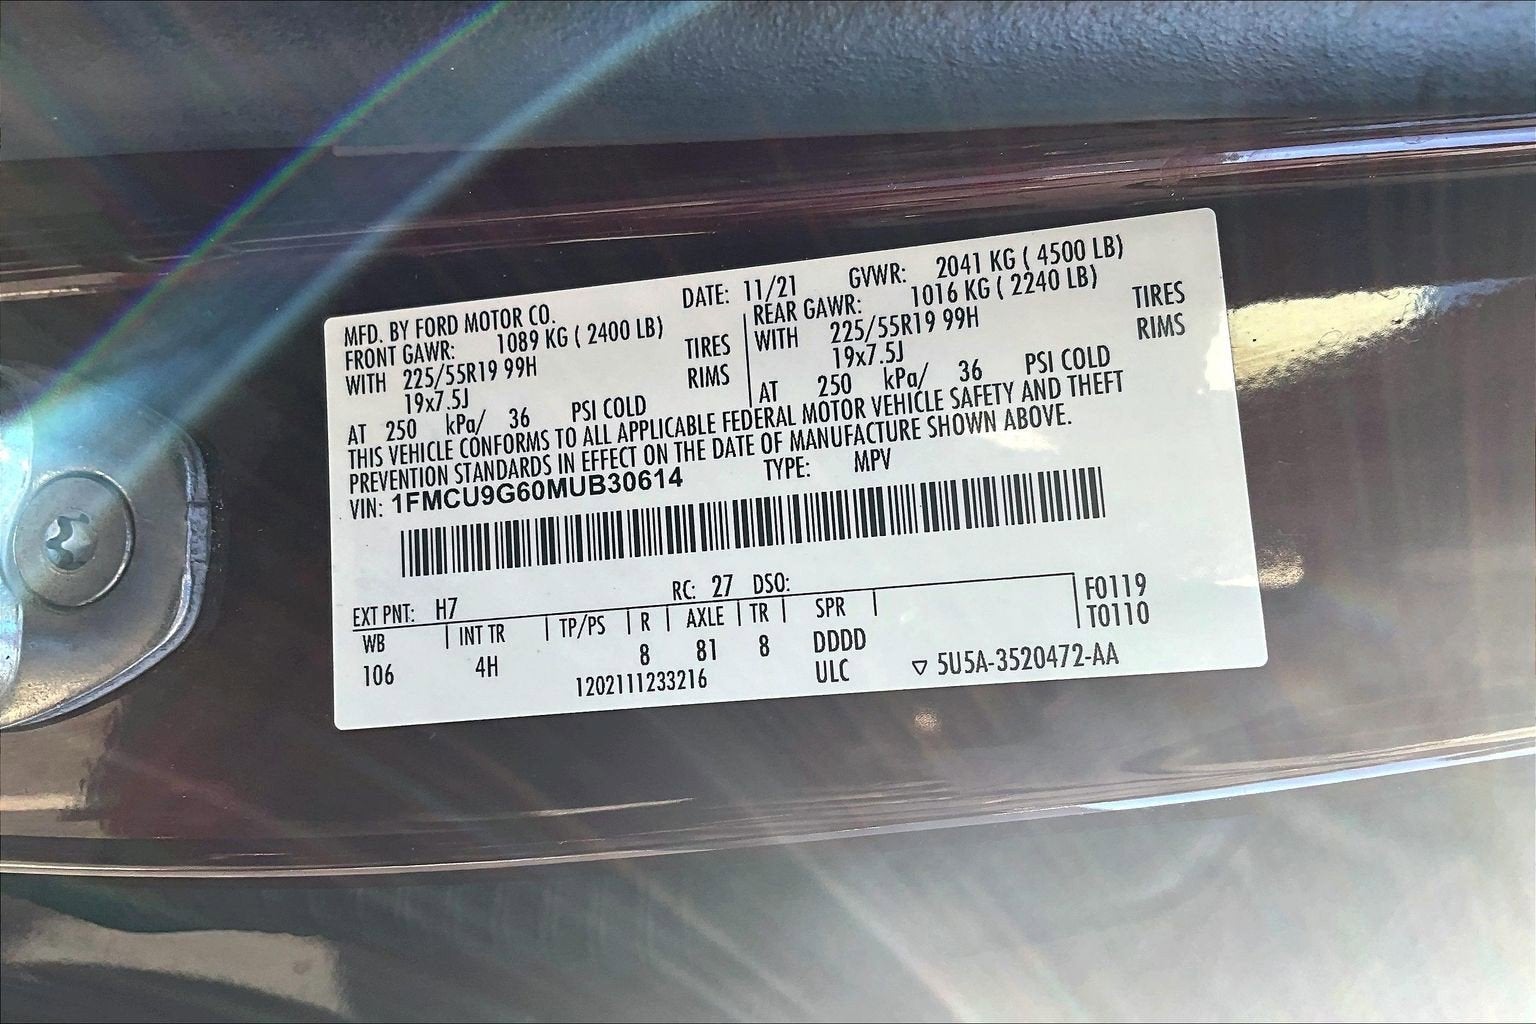 MFD. BY FORD MOTOR CO. DATE: 11/21 GVWR: 2041 KG ( 4500 LB)
FRONT GAWR: 1089 KG ( 2400 LB) REAR GAWR: 1016 KG ( 2240 LB)
WITH 225/55R19 99H TIRES WITH 225/55R19 99H TIRES
19x7.5J RIMS 19x7.5J RIMS
AT 250 kPa/ 36 PSI COLD AT 250 kPa/ 36 PSI COLD
THIS VEHICLE CONFORMS TO ALL APPLICABLE FEDERAL MOTOR VEHICLE SAFETY AND THEFT
PREVENTION STANDARDS IN EFFECT ON THE DATE OF MANUFACTURE SHOWN ABOVE.
VIN: 1FMCU9G60MUB30614 TYPE: MPV
EXT PNT: H7 RC: 27 DSO: F0119
WB INT TR TP/PS R AXLE TR SPR T0110
106 4H 8 81 8 DDDD
1202111233216 ULC ▽ 5U5A-3520472-AA